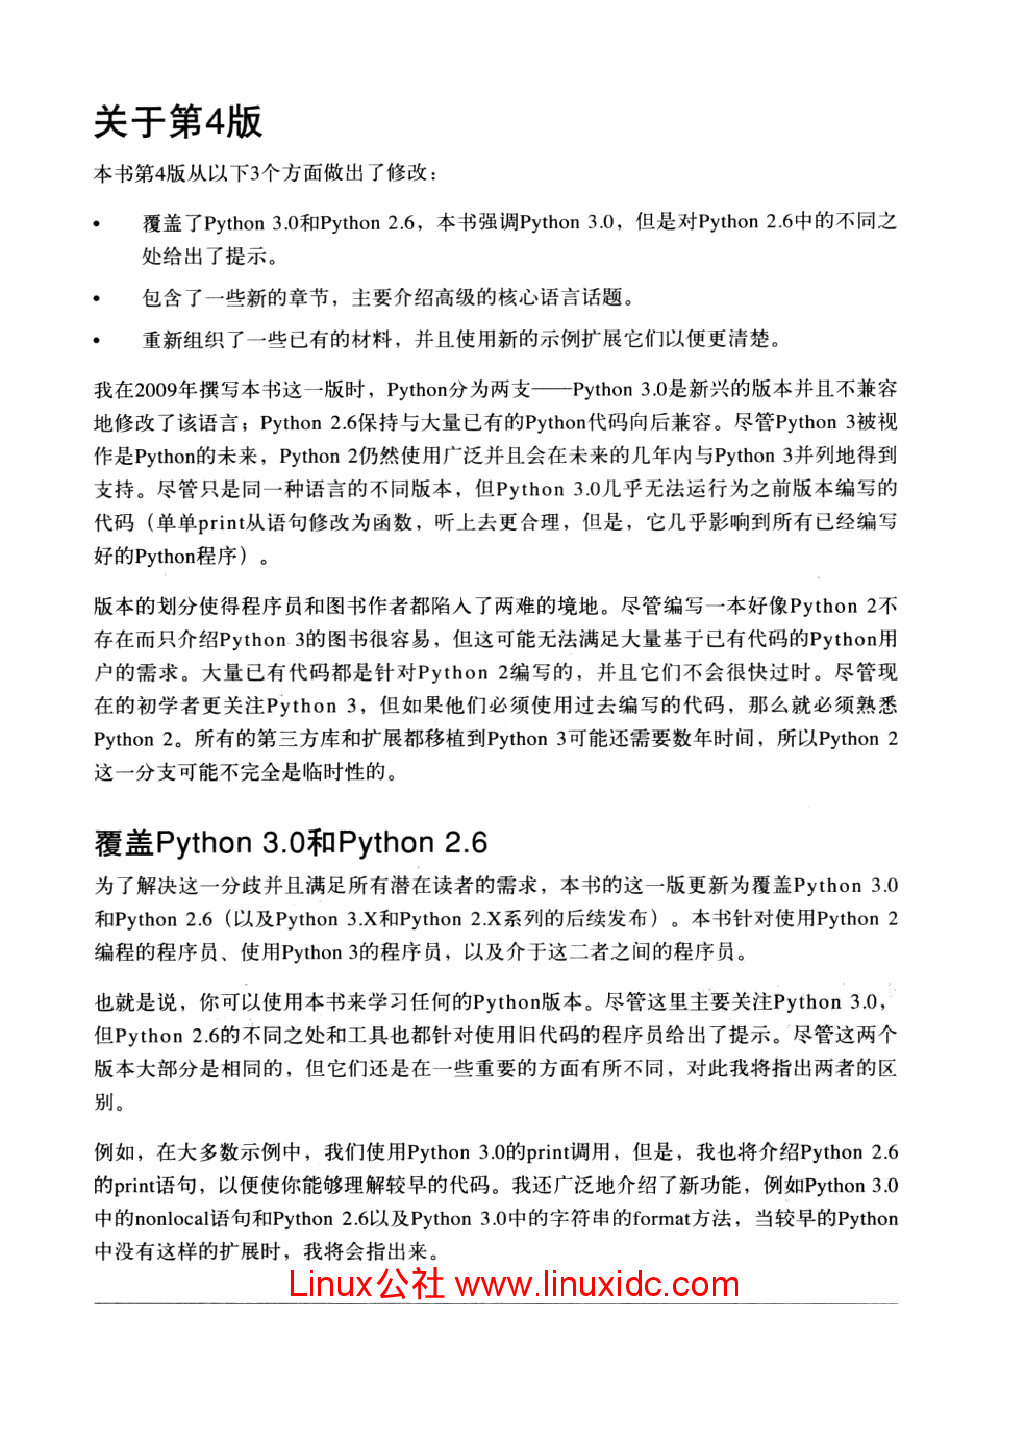 关于第4版
本书第4版从以下3个方面做出了修改：
• 覆盖了Python 3.0和Python 2.6，本书强调Python 3.0，但是对Python 2.6中的不同之
处给出了提示。
• 包含了一些新的章节，主要介绍高级的核心语言话题。
• 重新组织了一些已有的材料，并且使用新的示例扩展它们以便更清楚。
我在2009年撰写本书这一版时，Python分为两支——Python 3.0是新兴的版本并且不兼容
地修改了该语言；Python 2.6保持与大量已有的Python代码向后兼容。尽管Python 3被视
作是Python的未来，Python 2仍然使用广泛并且会在未来的几年内与Python 3并列地得到
支持。尽管只是同一种语言的不同版本，但Python 3.0几乎无法运行为之前版本编写的
代码（单单print从语句修改为函数，听上去更合理，但是，它几乎影响到所有已经编写
好的Python程序）。
版本的划分使得程序员和图书作者都陷入了两难的境地。尽管编写一本好像Python 2不
存在而只介绍Python 3的图书很容易，但这可能无法满足大量基于已有代码的Python用
户的需求。大量已有代码都是针对Python 2编写的，并且它们不会很快过时。尽管现
在的初学者更关注Python 3，但如果他们必须使用过去编写的代码，那么就必须熟悉
Python 2。所有的第三方库和扩展都移植到Python 3可能还需要数年时间，所以Python 2
这一分支可能不完全是临时性的。
覆盖Python 3.0和Python 2.6
为了解决这一分歧并且满足所有潜在读者的需求，本书的这一版更新为覆盖Python 3.0
和Python 2.6（以及Python 3.X和Python 2.X系列的后续发布）。本书针对使用Python 2
编程的程序员、使用Python 3的程序员，以及介于这二者之间的程序员。
也就是说，你可以使用本书来学习任何的Python版本。尽管这里主要关注Python 3.0，
但Python 2.6的不同之处和工具也都针对使用旧代码的程序员给出了提示。尽管这两个
版本大部分是相同的，但它们还是在一些重要的方面有所不同，对此我将指出两者的区
别。
例如，在大多数示例中，我们使用Python 3.0的print调用，但是，我也将介绍Python 2.6
的print语句，以便使你能够理解较早的代码。我还广泛地介绍了新功能，例如Python 3.0
中的nonlocal语句和Python 2.6以及Python 3.0中的字符串的format方法，当较早的Python
中没有这样的扩展时，我将会指出来。
Linux公社 www.linuxidc.com